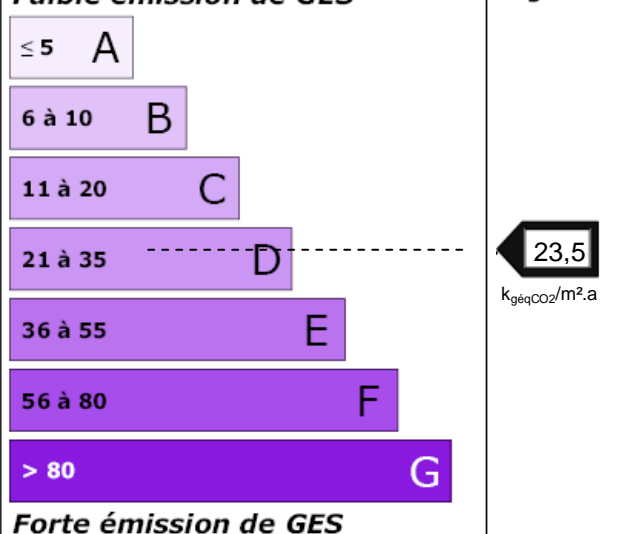 Faible émission de GES
≤ 5 A
6 à 10 B
11 à 20 C
21 à 35 D
23,5
kgéqCO2/m².a
36 à 55 E
56 à 80 F
> 80 G
Forte émission de GES